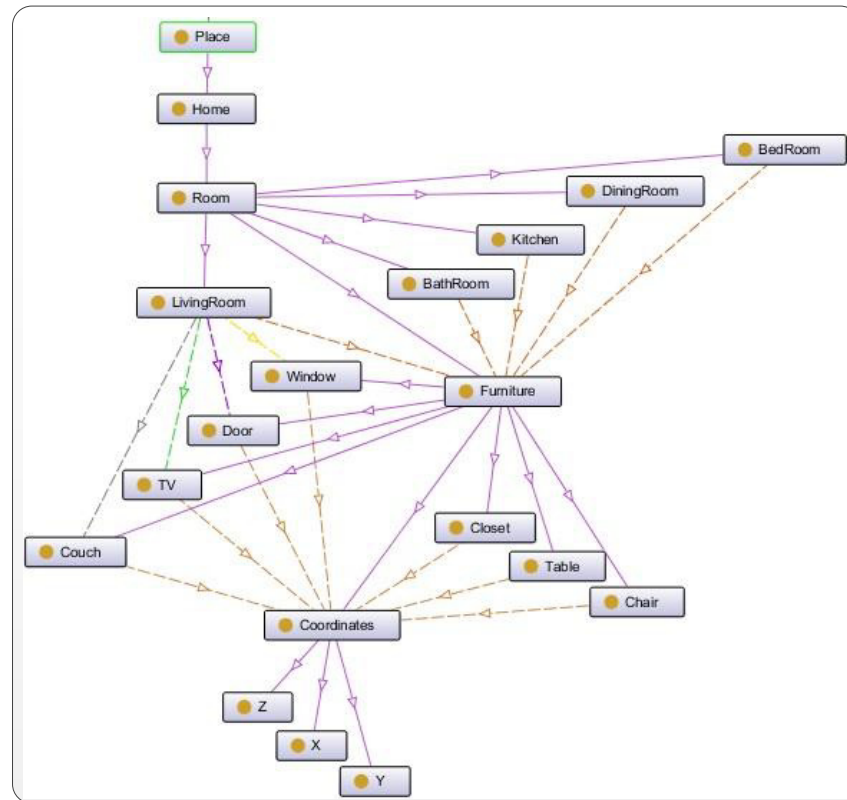 Place
Home
BedRoom
DiningRoom
Room
Kitchen
BathRoom
LivingRoom
Window
Furniture
Door
TV
Closet
Couch
Table
Chair
Coordinates
Z
X
Y